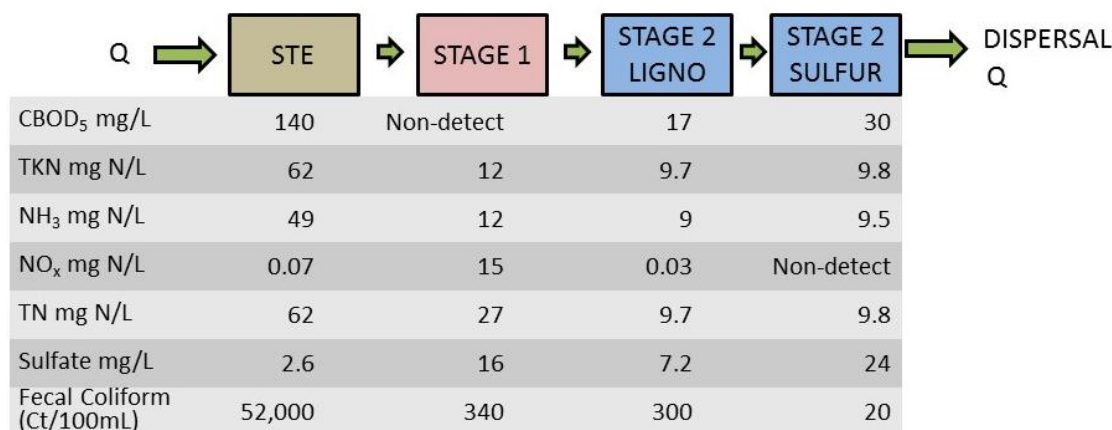 Q STE STAGE 1 STAGE 2 LIGNO STAGE 2 SULFUR DISPERSAL Q
CBOD₅ mg/L 140 Non-detect 17 30
TKN mg N/L 62 12 9.7 9.8
NH₃ mg N/L 49 12 9 9.5
NOₓ mg N/L 0.07 15 0.03 Non-detect
TN mg N/L 62 27 9.7 9.8
Sulfate mg/L 2.6 16 7.2 24
Fecal Coliform
(Ct/100mL) 52,000 340 300 20